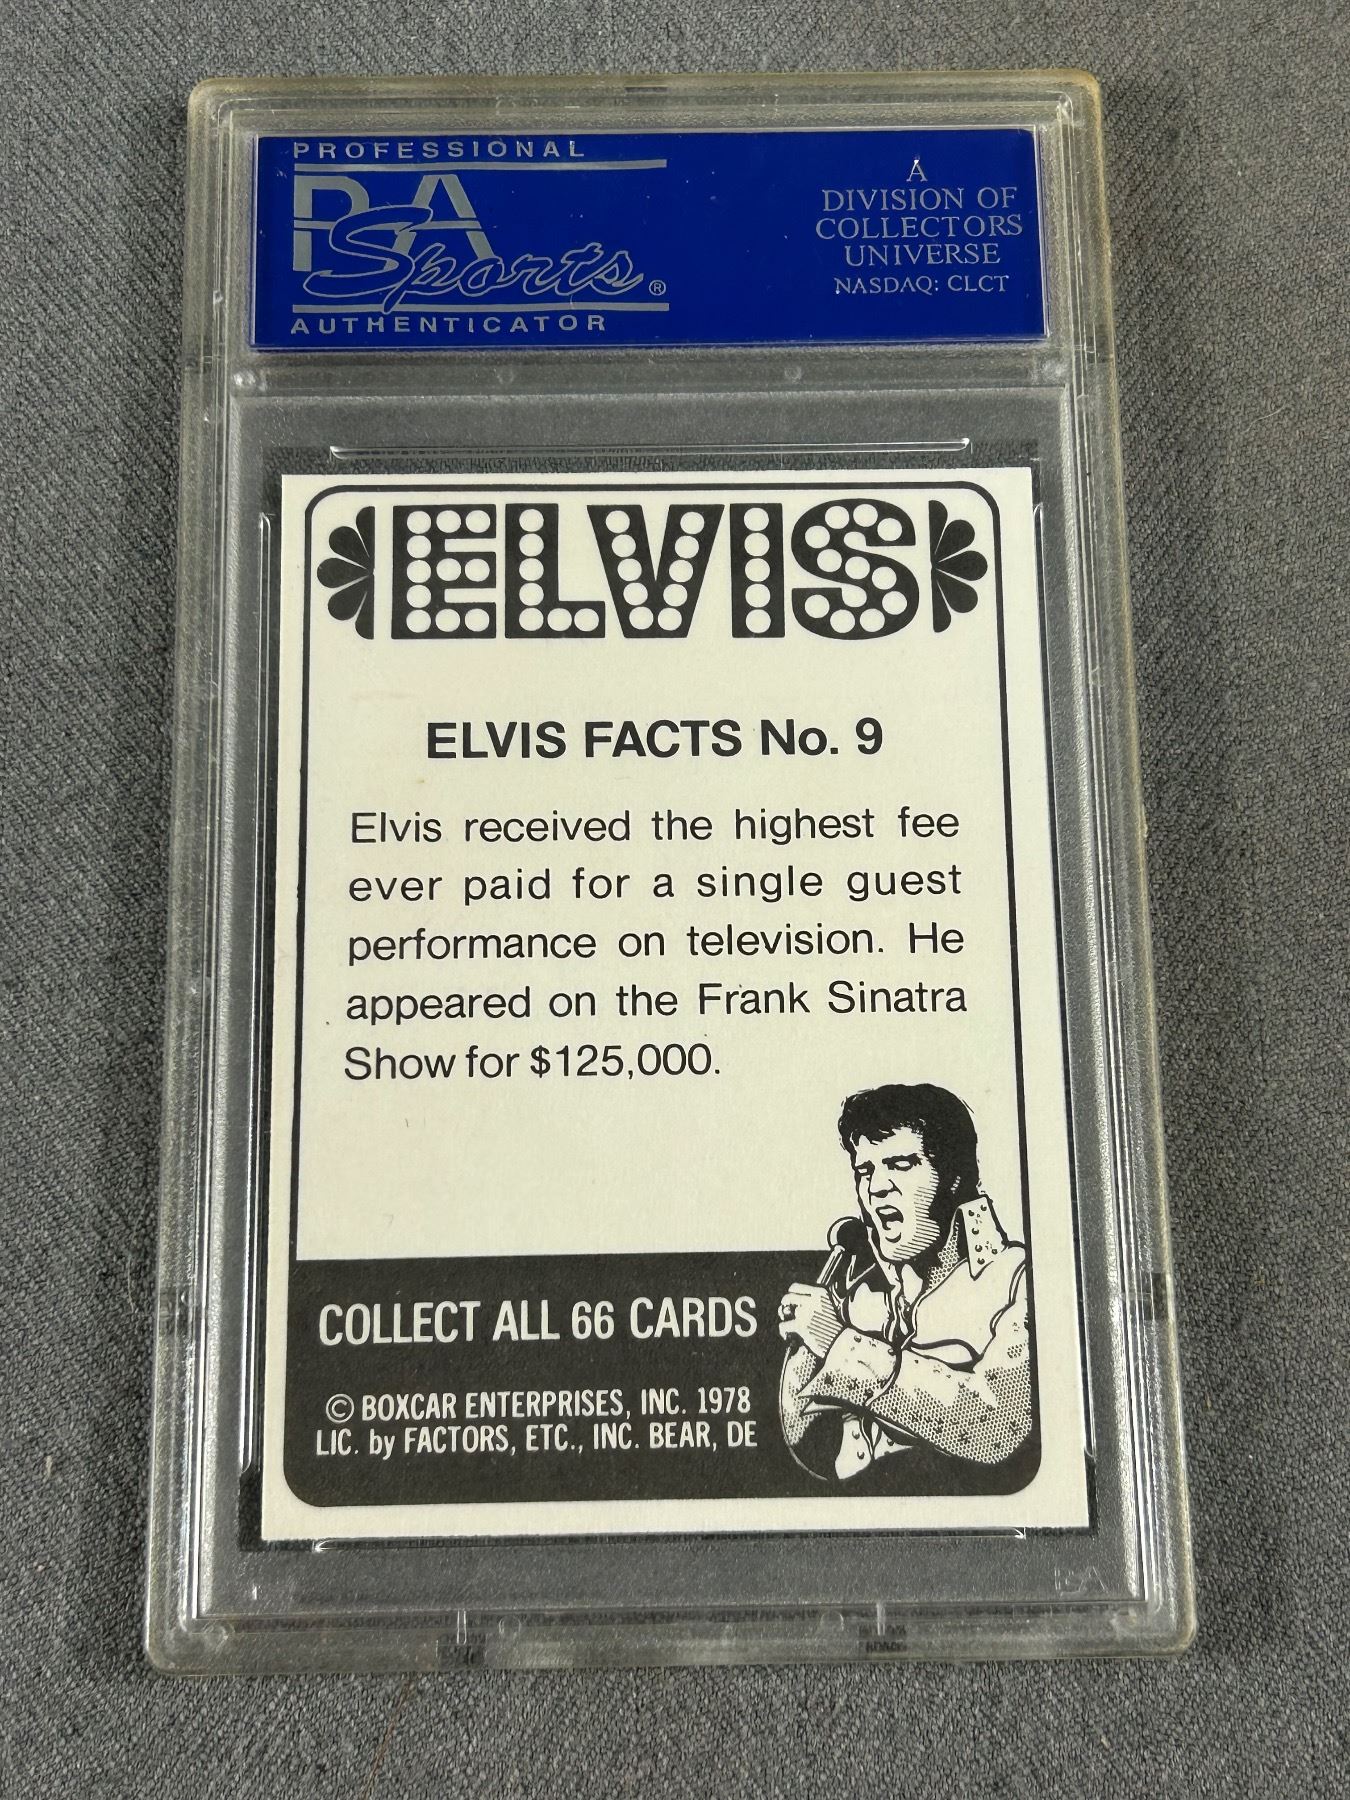 PROFESSIONAL
PSA
Sports ®
AUTHENTICATOR
A
DIVISION OF
COLLECTORS
UNIVERSE
NASDAQ: CLCT
ELVIS
ELVIS FACTS No. 9
Elvis received the highest fee
ever paid for a single guest
performance on television. He
appeared on the Frank Sinatra
Show for $125,000.
COLLECT ALL 66 CARDS
© BOXCAR ENTERPRISES, INC. 1978
LIC. by FACTORS, ETC., INC. BEAR, DE